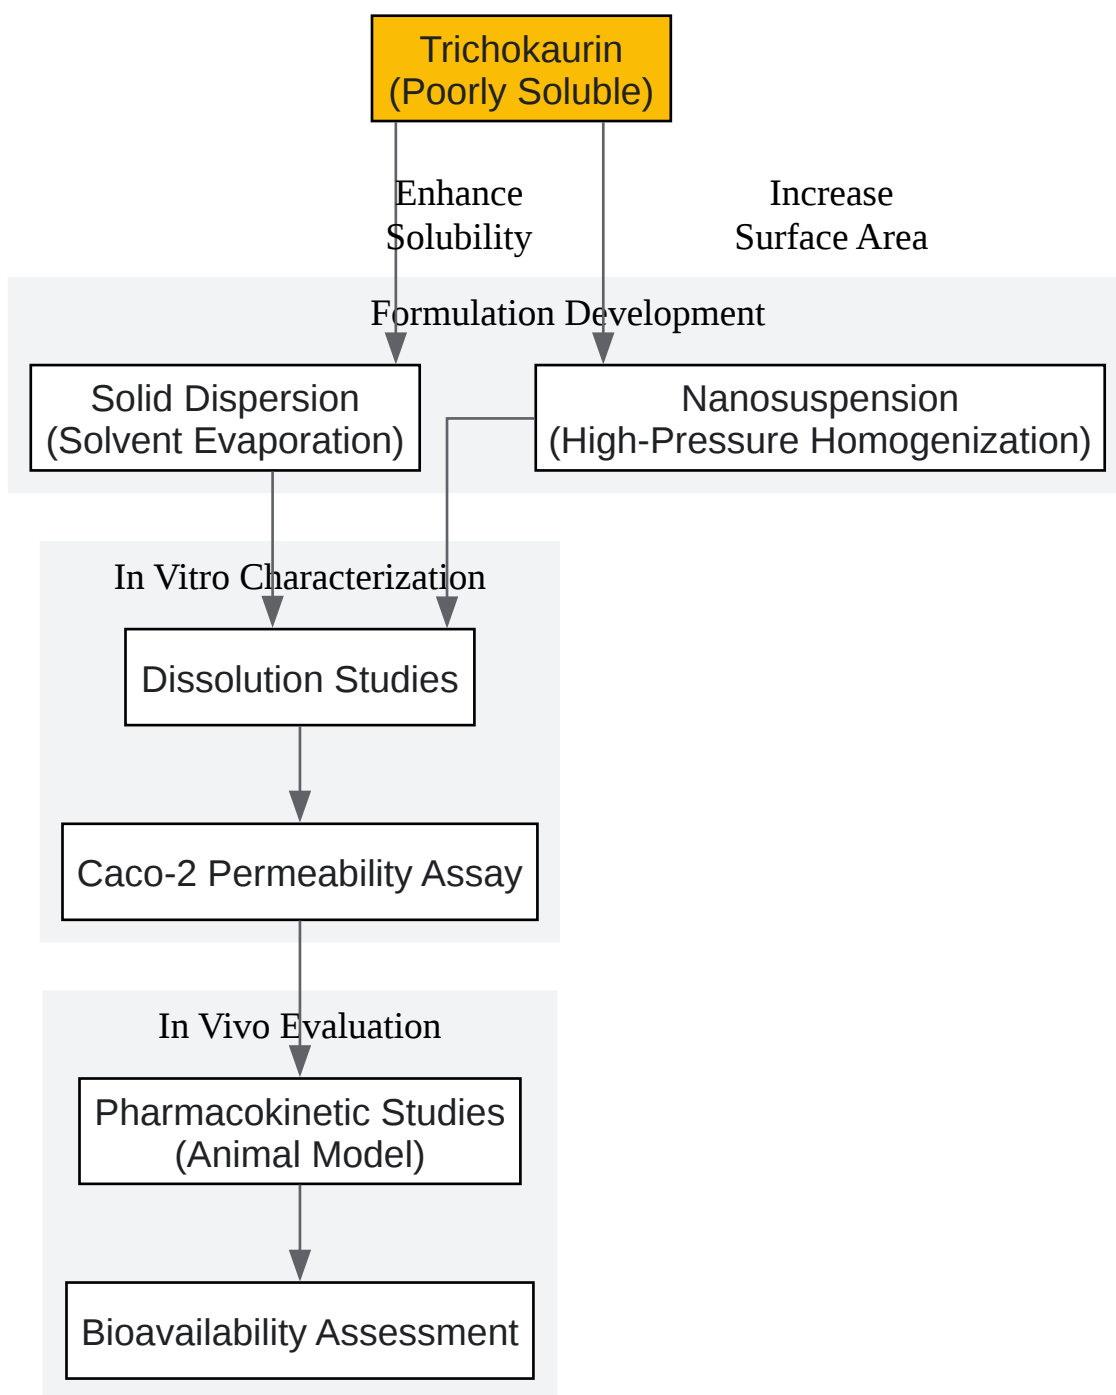 Trichokaurin
(Poorly Soluble)
Enhance
Solubility
Increase
Surface Area
Formulation Development
Solid Dispersion
(Solvent Evaporation)
Nanosuspension
(High-Pressure Homogenization)
In Vitro Characterization
Dissolution Studies
Caco-2 Permeability Assay
In Vivo Evaluation
Pharmacokinetic Studies
(Animal Model)
Bioavailability Assessment